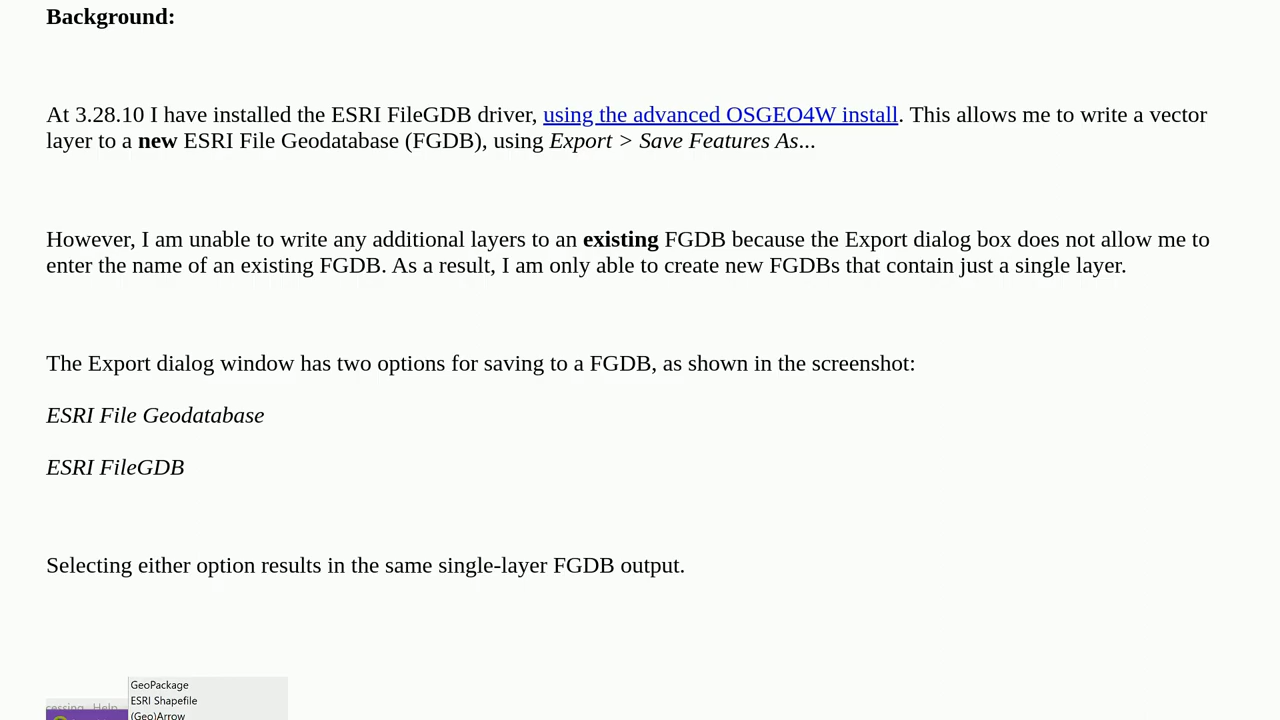 Background:
At 3.28.10 I have installed the ESRI FileGDB driver, using the advanced OSGEO4W install. This allows me to write a vector
layer to a new ESRI File Geodatabase (FGDB), using Export > Save Features As...
However, I am unable to write any additional layers to an existing FGDB because the Export dialog box does not allow me to
enter the name of an existing FGDB. As a result, I am only able to create new FGDBs that contain just a single layer.
The Export dialog window has two options for saving to a FGDB, as shown in the screenshot:
ESRI File Geodatabase
ESRI FileGDB
Selecting either option results in the same single-layer FGDB output.
GeoPackage
ESRI Shapefile
cessing Help
(Geo)Arrow